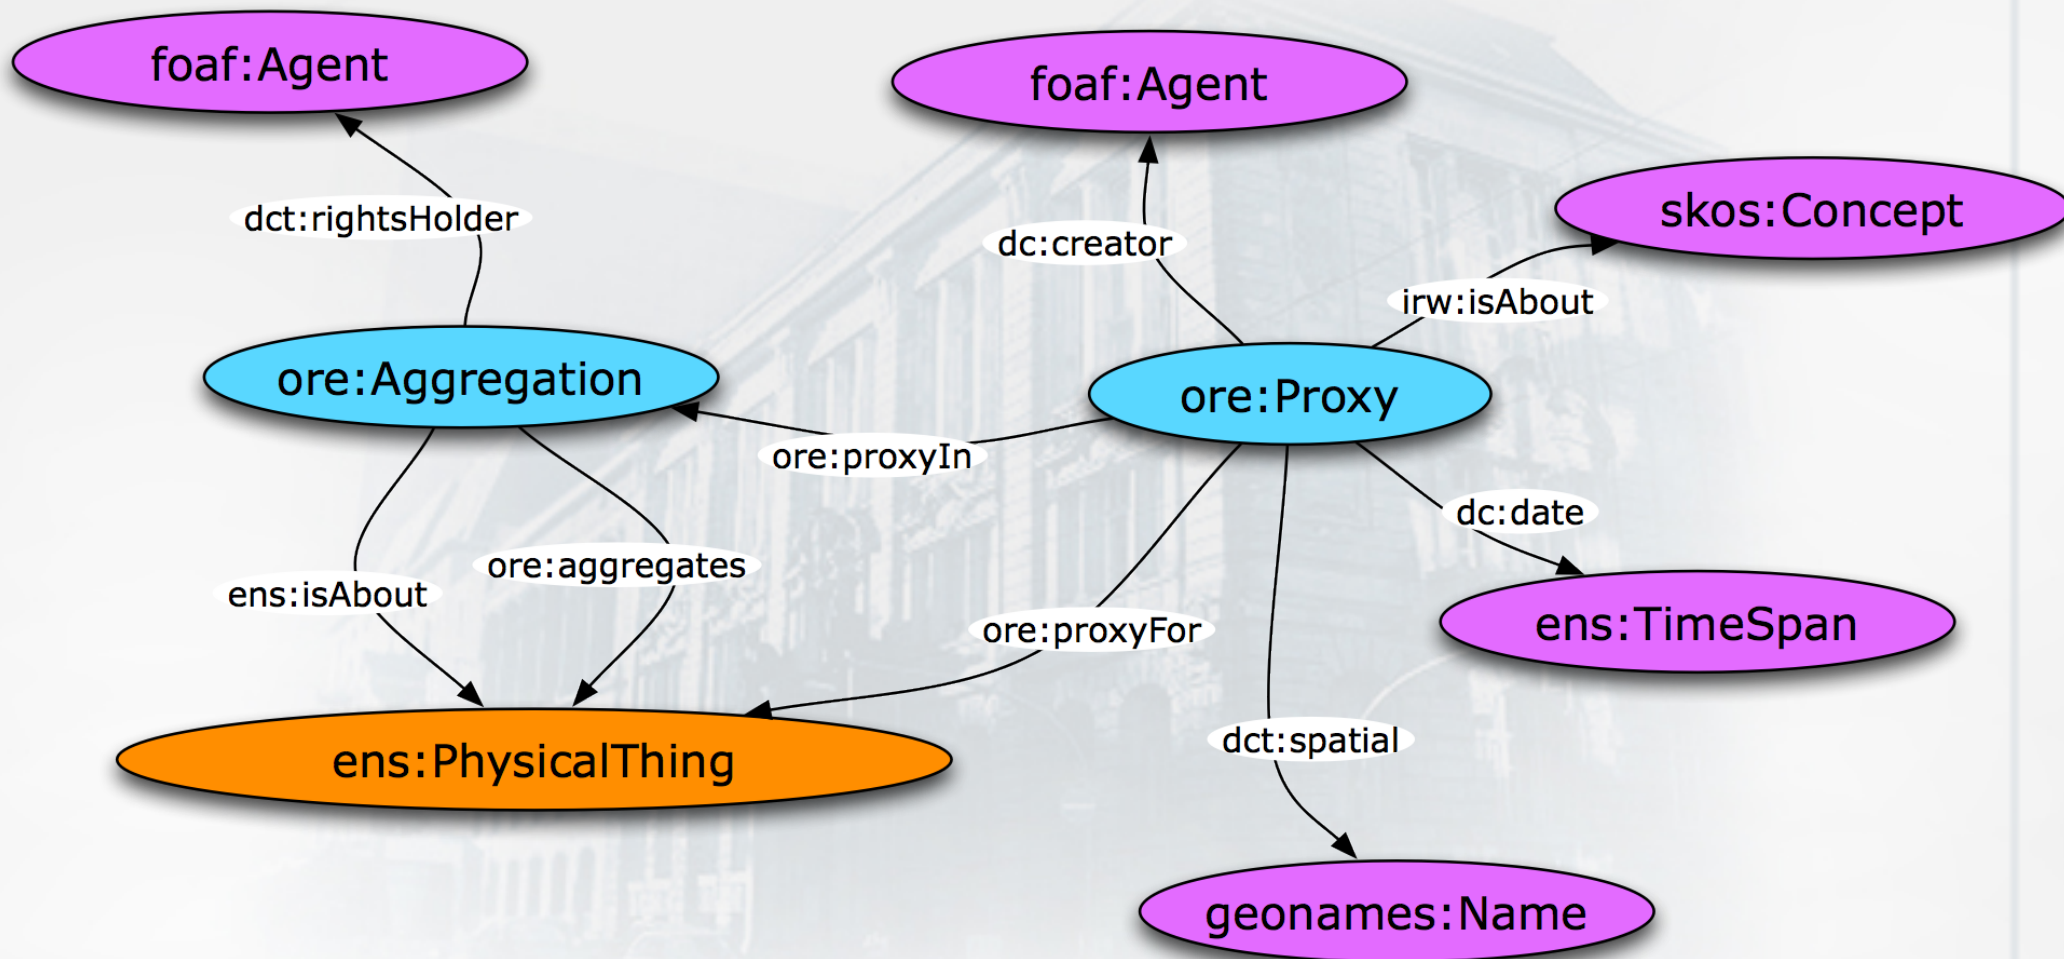 foaf:Agent
foaf:Agent
skos:Concept
dct:rightsHolder
dc:creator
irw:isAbout
ore:Aggregation
ore:Proxy
ore:proxyIn
dc:date
ore:aggregates
ens:isAbout
ore:proxyFor
ens:TimeSpan
dct:spatial
ens:PhysicalThing
geonames:Name